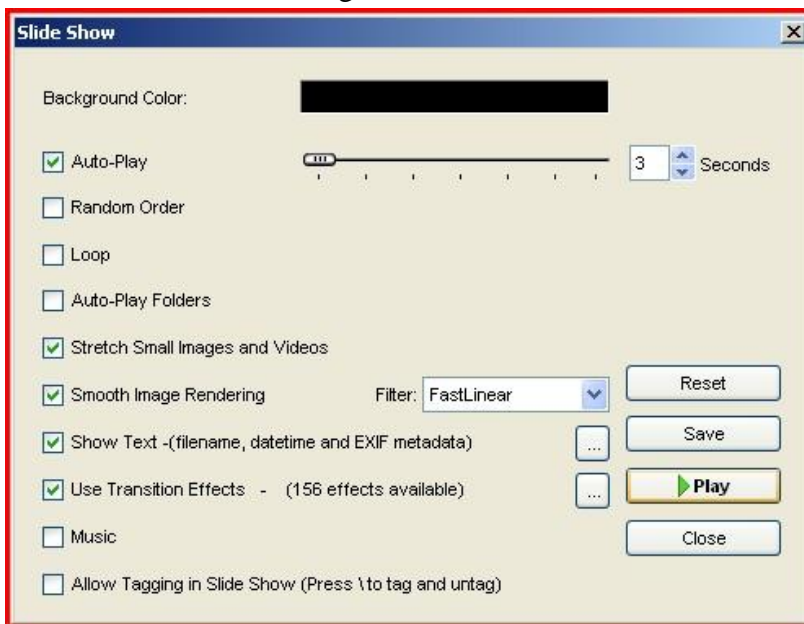 Slide Show
Background Color:
Auto-Play 3 Seconds
Random Order
Loop
Auto-Play Folders
Stretch Small Images and Videos
Smooth Image Rendering Filter: FastLinear Reset
Show Text -(filename, datetime and EXIF metadata) ... Save
Use Transition Effects - (156 effects available) ... Play
Music Close
Allow Tagging in Slide Show (Press \ to tag and untag)